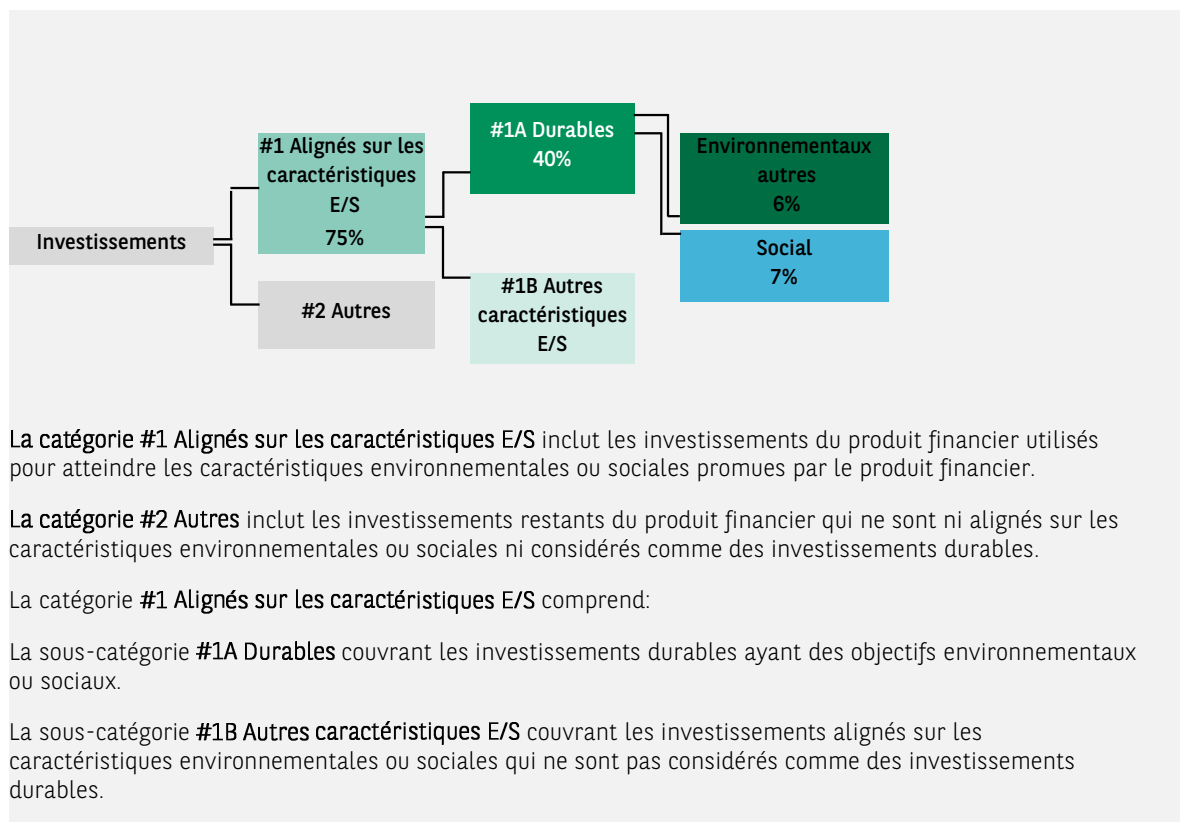 Investissements
#1 Alignés sur les
caractéristiques
E/S
75%
#2 Autres
#1A Durables
40%
#1B Autres
caractéristiques
E/S
Environnementaux
autres
6%
Social
7%
La catégorie #1 Alignés sur les caractéristiques E/S inclut les investissements du produit financier utilisés
pour atteindre les caractéristiques environnementales ou sociales promues par le produit financier.
La catégorie #2 Autres inclut les investissements restants du produit financier qui ne sont ni alignés sur les
caractéristiques environnementales ou sociales ni considérés comme des investissements durables.
La catégorie #1 Alignés sur les caractéristiques E/S comprend:
La sous-catégorie #1A Durables couvrant les investissements durables ayant des objectifs environnementaux
ou sociaux.
La sous-catégorie #1B Autres caractéristiques E/S couvrant les investissements alignés sur les
caractéristiques environnementales ou sociales qui ne sont pas considérés comme des investissements
durables.